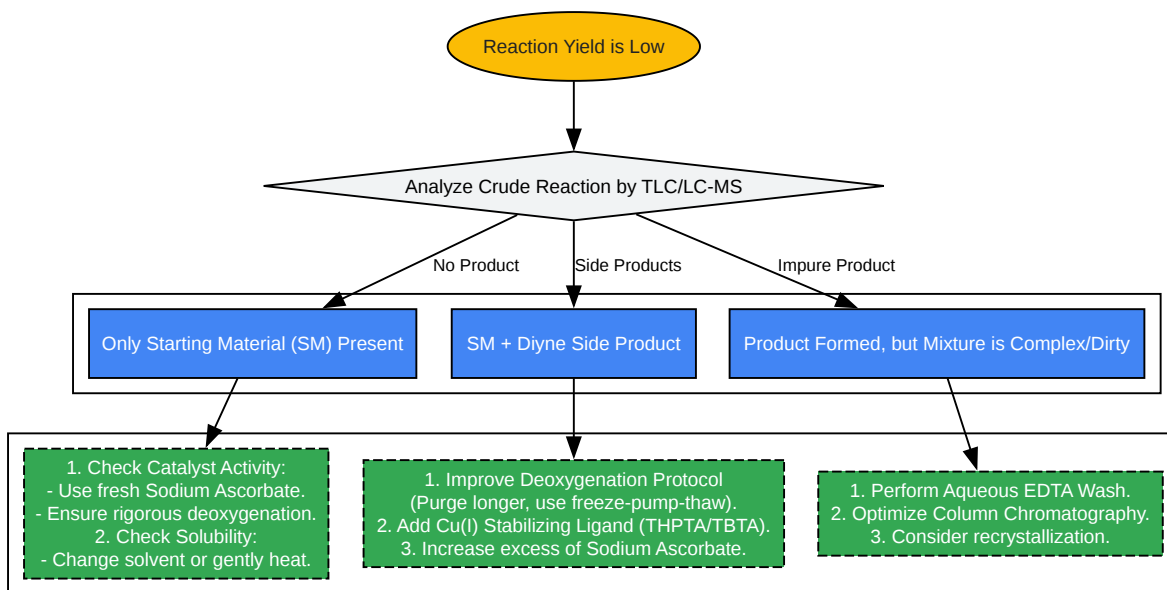 Reaction Yield is Low
Analyze Crude Reaction by TLC/LC-MS
No Product
Side Products
Impure Product
Only Starting Material (SM) Present
SM + Diyne Side Product
Product Formed, but Mixture is Complex/Dirty
1. Check Catalyst Activity:
- Use fresh Sodium Ascorbate.
- Ensure rigorous deoxygenation.
2. Check Solubility:
- Change solvent or gently heat.
1. Improve Deoxygenation Protocol
(Purge longer, use freeze-pump-thaw).
2. Add Cu(I) Stabilizing Ligand (THPTA/TBTA).
3. Increase excess of Sodium Ascorbate.
1. Perform Aqueous EDTA Wash.
2. Optimize Column Chromatography.
3. Consider recrystallization.